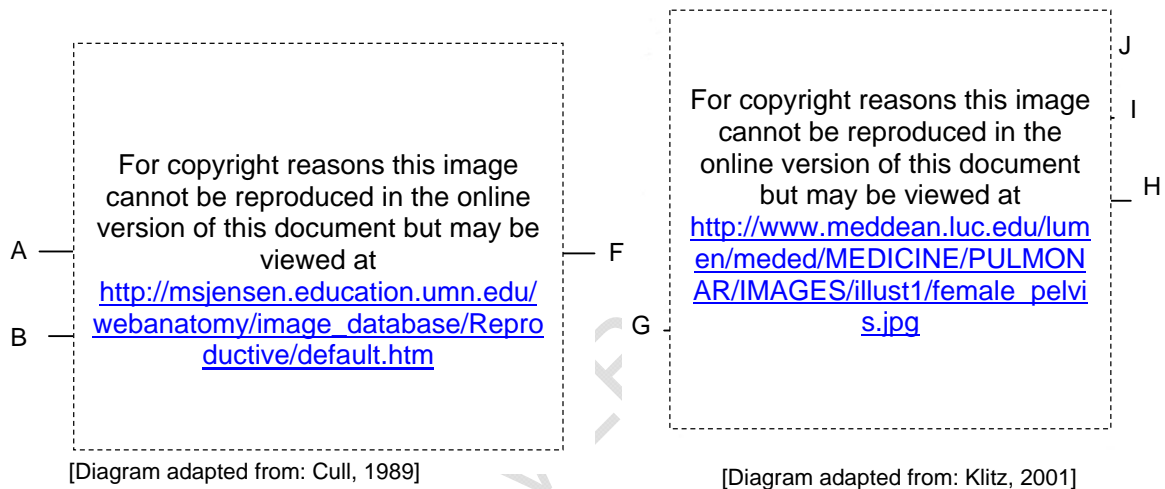 For copyright reasons this image
cannot be reproduced in the online
version of this document but may be
viewed at
http://msjensen.education.umn.edu/
webanatomy/image_database/Repro
ductive/default.htm
A
B
F
[Diagram adapted from: Cull, 1989]
For copyright reasons this image
cannot be reproduced in the
online version of this document
but may be viewed at
http://www.meddean.luc.edu/lum
en/meded/MEDICINE/PULMON
AR/IMAGES/illust1/female_pelvi
s.jpg
J
I
H
G
[Diagram adapted from: Klitz, 2001]